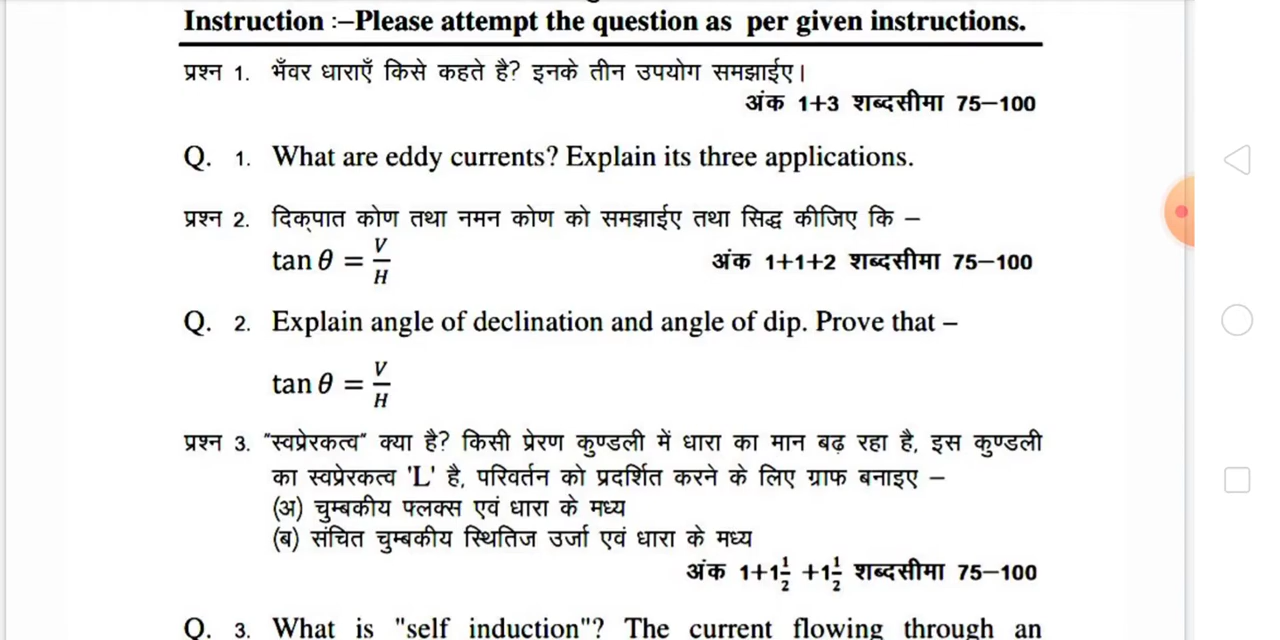 Instruction :–Please attempt the question as per given instructions.
प्रश्न 1. भँवर धाराएँ किसे कहते है? इनके तीन उपयोग समझाईए।
अंक 1+3 शब्दसीमा 75–100
Q. 1. What are eddy currents? Explain its three applications.
प्रश्न 2. दिक्पात कोण तथा नमन कोण को समझाईए तथा सिद्ध कीजिए कि –
tan θ = V/H अंक 1+1+2 शब्दसीमा 75–100
Q. 2. Explain angle of declination and angle of dip. Prove that –
tan θ = V/H
प्रश्न 3. "स्वप्रेरकत्व" क्या है? किसी प्रेरण कुण्डली में धारा का मान बढ़ रहा है, इस कुण्डली
का स्वप्रेरकत्व 'L' है, परिवर्तन को प्रदर्शित करने के लिए ग्राफ बनाइए –
(अ) चुम्बकीय फ्लक्स एवं धारा के मध्य
(ब) संचित चुम्बकीय स्थितिज उर्जा एवं धारा के मध्य
अंक 1+1½ +1½ शब्दसीमा 75–100
Q. 3. What is "self induction"? The current flowing through an